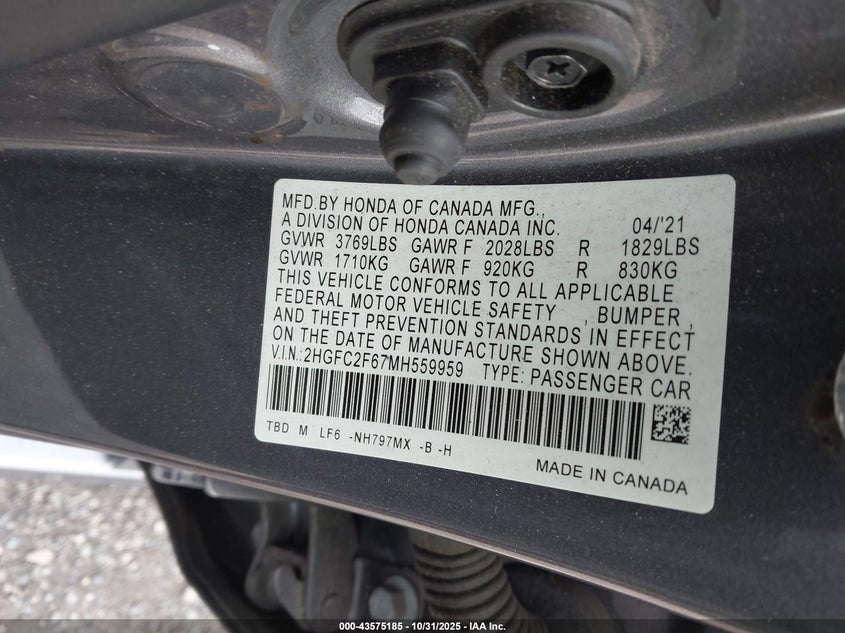 MFD.BY HONDA OF CANADA MFG.,
A DIVISION OF HONDA CANADA INC. 04/'21
GVWR 3769LBS GAWR F 2028LBS R 1829LBS
GVWR 1710KG GAWR F 920KG R 830KG
THIS VEHICLE CONFORMS TO ALL APPLICABLE
FEDERAL MOTOR VEHICLE SAFETY , BUMPER ,
AND THEFT PREVENTION STANDARDS IN EFFECT
ON THE DATE OF MANUFACTURE SHOWN ABOVE.
V.I.N.:2HGFC2F67MH559959 TYPE: PASSENGER CAR
TBD M LF6 -NH797MX -B -H
MADE IN CANADA
000-43575185 - 10/31/2025 - IAA Inc.